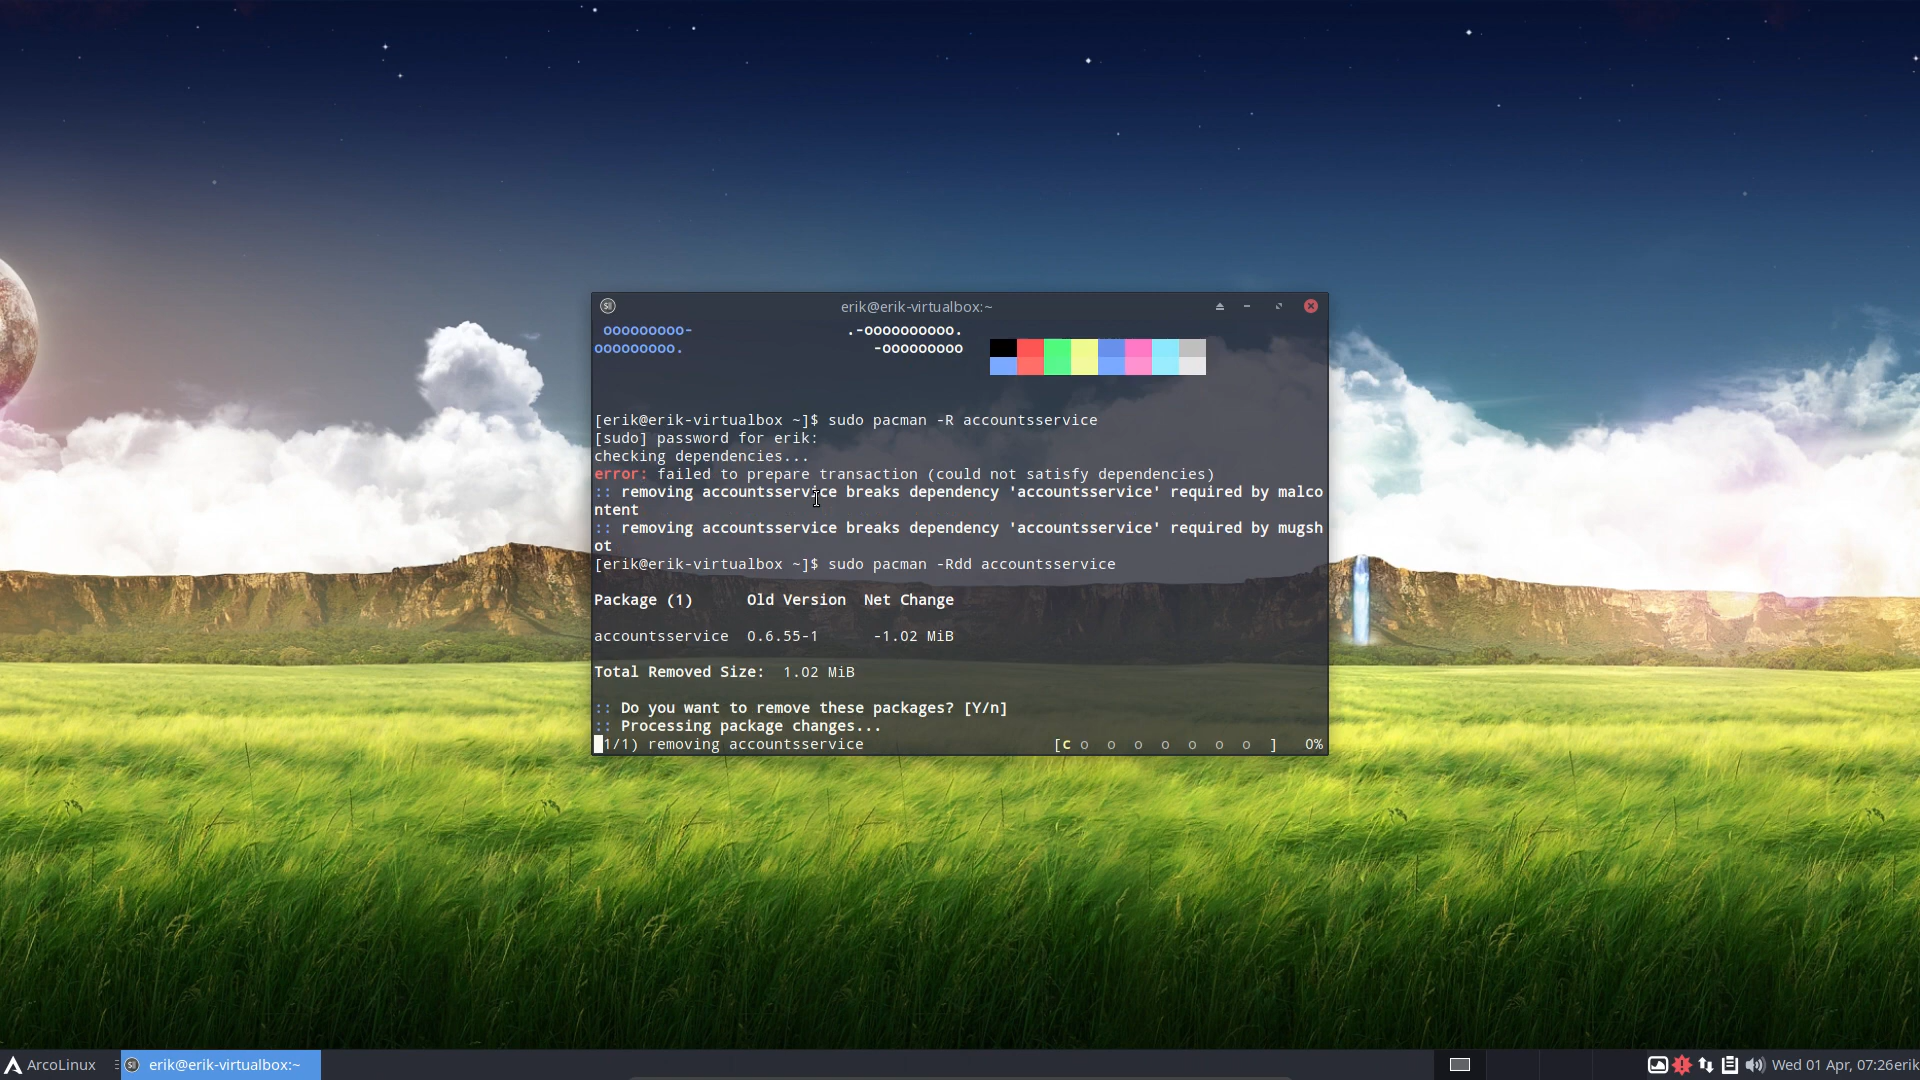 erik@erik-virtualbox:~
ooooooooo- .-oooooooooo.
ooooooooo. -ooooooooo
[erik@erik-virtualbox ~]$ sudo pacman -R accountsservice
[sudo] password for erik:
checking dependencies...
error: failed to prepare transaction (could not satisfy dependencies)
:: removing accountsservice breaks dependency 'accountsservice' required by malco
ntent
:: removing accountsservice breaks dependency 'accountsservice' required by mugsh
ot
[erik@erik-virtualbox ~]$ sudo pacman -Rdd accountsservice
Package (1) Old Version Net Change
accountsservice 0.6.55-1 -1.02 MiB
Total Removed Size: 1.02 MiB
:: Do you want to remove these packages? [Y/n]
:: Processing package changes...
1/1) removing accountsservice [c o o o o o o o ] 0%
ArcoLinux erik@erik-virtualbox:~ Wed 01 Apr, 07:26erik